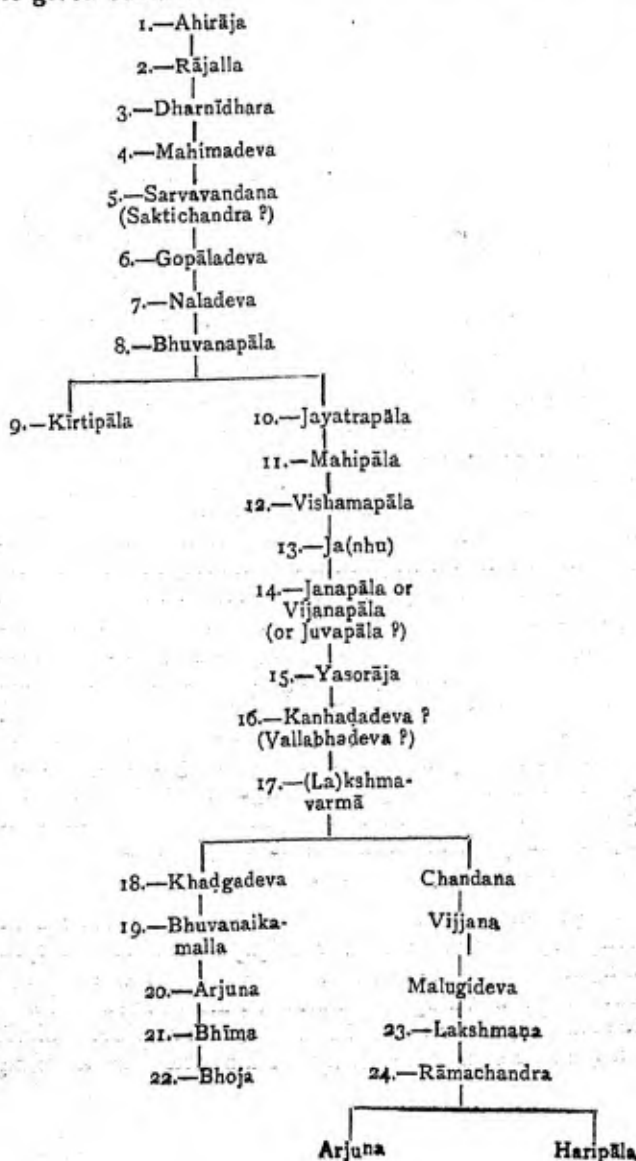 1.—Ahirāja
2.—Rājalla
3.—Dharnīdhara
4.—Mahimadeva
5.—Sarvavandana
(Saktichandra ?)
6.—Gopāladeva
7.—Naladeva
8.—Bhuvanapāla
9.—Kīrtipāla
10.—Jayatrapāla
11.—Mahipāla
12.—Vishamapāla
13.—Ja(nhu)
14.—Janapāla or
Vijanapāla
(or Juvapāla ?)
15.—Yasorāja
16.—Kanhaḍadeva ?
(Vallabhadeva ?)
17.—(La)kshma-
varmā
18.—Khaḍgadeva
Chandana
19.—Bhuvanaika-
malla
Vijjana
20.—Arjuna
Malugideva
21.—Bhīma
23.—Lakshmaṇa
22.—Bhoja
24.—Rāmachandra
Arjuna
Haripāla